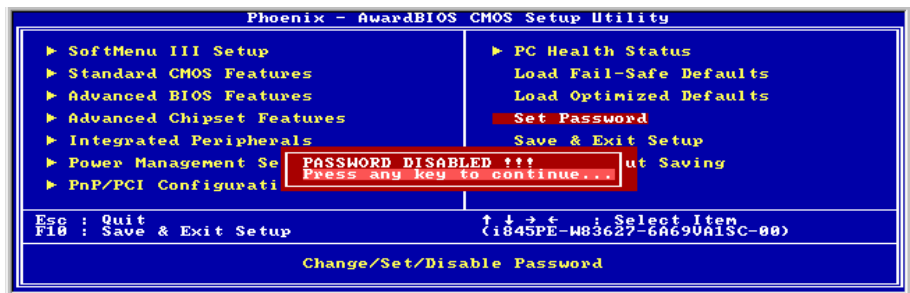 Phoenix - AwardBIOS CMOS Setup Utility
▶ SoftMenu III Setup
▶ Standard CMOS Features
▶ Advanced BIOS Features
▶ Advanced Chipset Features
▶ Integrated Peripherals
▶ Power Management Se
▶ PnP/PCI Configurati
▶ PC Health Status
Load Fail-Safe Defaults
Load Optimized Defaults
Set Password
Save & Exit Setup
ut Saving
PASSWORD DISABLED !!!
Press any key to continue...
Esc : Quit
F10 : Save & Exit Setup
↑ ↓ → ← : Select Item
(i845PE-W83627-6A69VA1SC-00)
Change/Set/Disable Password